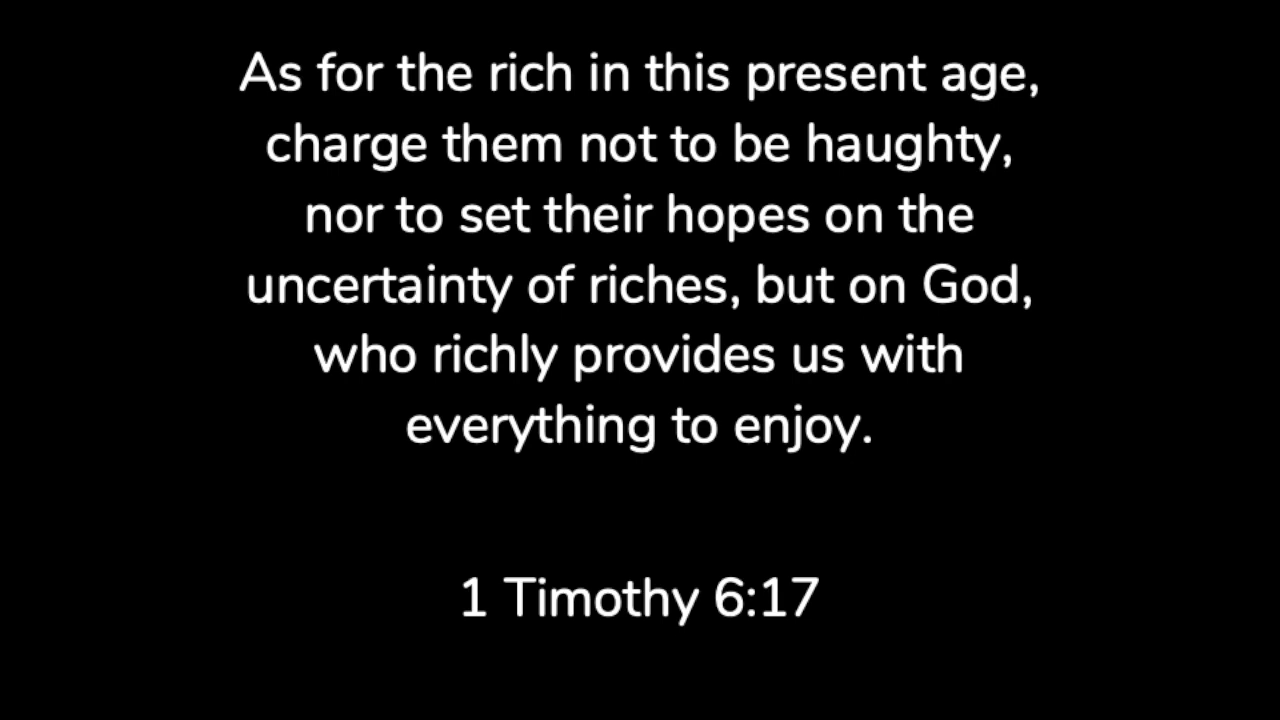 As for the rich in this present age,
charge them not to be haughty,
nor to set their hopes on the
uncertainty of riches, but on God,
who richly provides us with
everything to enjoy.
1 Timothy 6:17